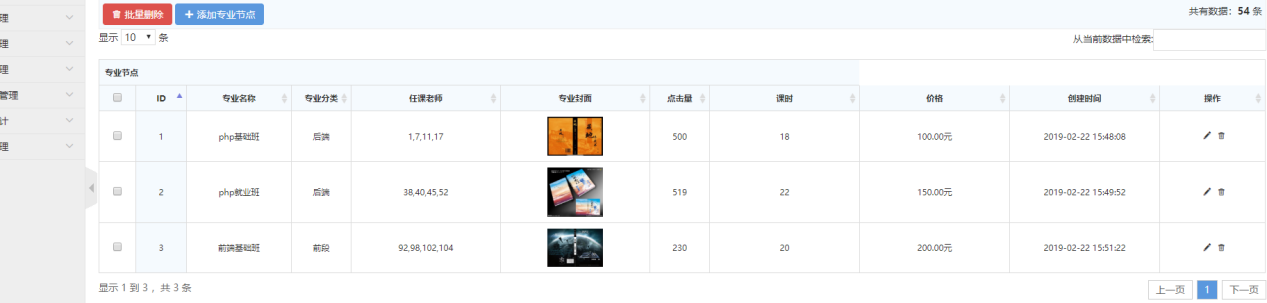 批量删除 添加专业节点 共有数据：54 条
理
显示 10 条 从当前数据中检索:
理
理
管理
计
理
专业节点
ID 专业名称 专业分类 任课老师 专业封面 点击量 课时 价格 创建时间 操作
1 php基础班 后端 1,7,11,17 500 18 100.00元 2019-02-22 15:48:08
2 php就业班 后端 38,40,45,52 519 22 150.00元 2019-02-22 15:49:52
3 前端基础班 前段 92,98,102,104 230 20 200.00元 2019-02-22 15:51:22
显示 1 到 3 ，共 3 条 上一页 1 下一页